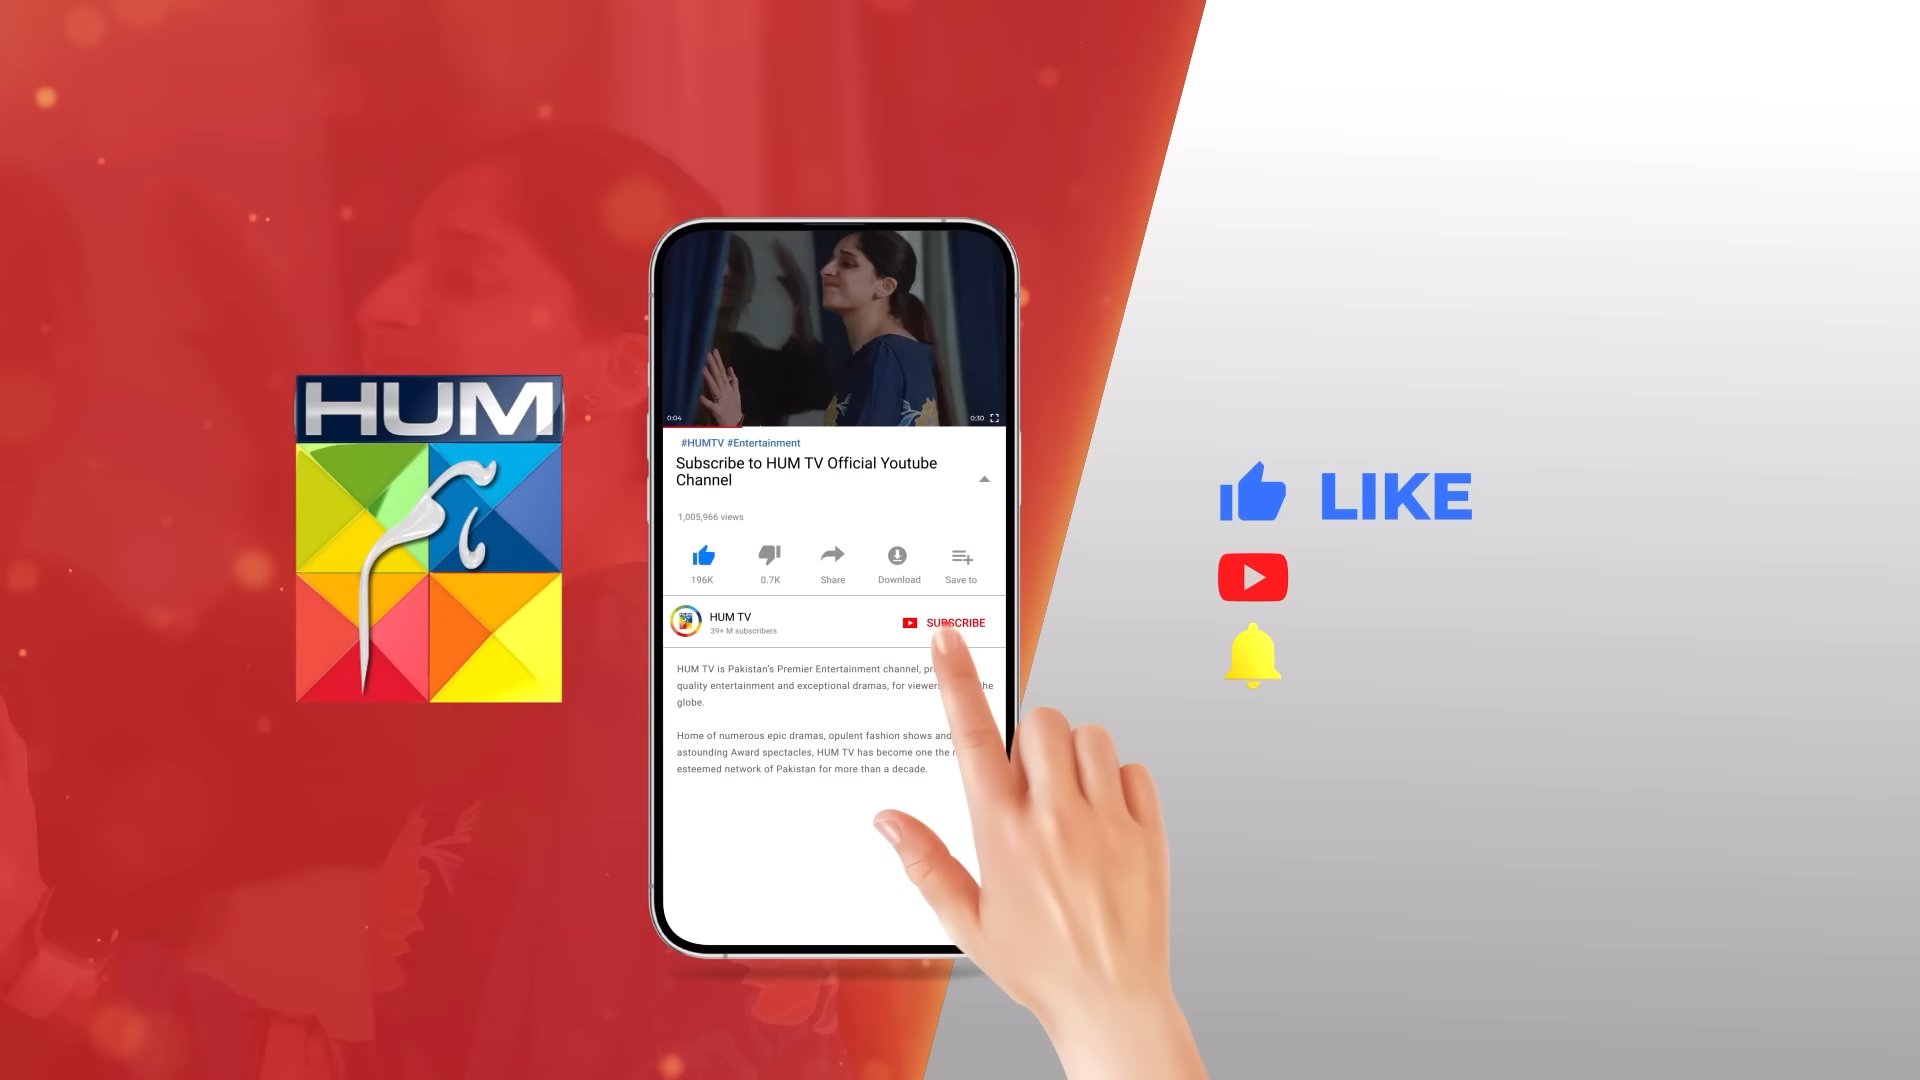 HUM
ہم
0:04
0:30
#HUMTV #Entertainment
Subscribe to HUM TV Official Youtube
Channel
1,005,966 views
196K
0.7K
Share
Download
Save to
HUM TV
39+ M subscribers
SUBSCRIBE
HUM TV is Pakistan's Premier Entertainment channel,
quality entertainment and exceptional dramas, for viewers the
globe.
Home of numerous epic dramas, opulent fashion shows and
astounding Award spectacles, HUM TV has become one the
esteemed network of Pakistan for more than a decade.
LIKE